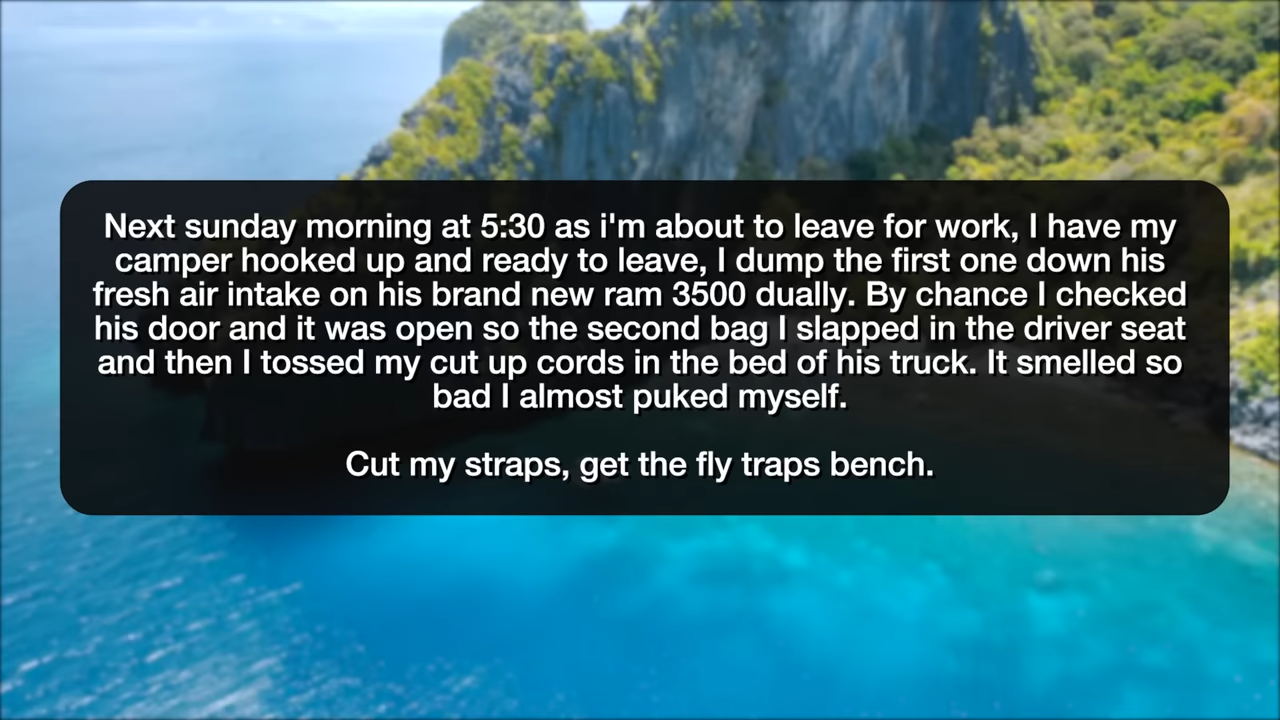 Next sunday morning at 5:30 as i'm about to leave for work, I have my
camper hooked up and ready to leave, I dump the first one down his
fresh air intake on his brand new ram 3500 dually. By chance I checked
his door and it was open so the second bag I slapped in the driver seat
and then I tossed my cut up cords in the bed of his truck. It smelled so
bad I almost puked myself.
Cut my straps, get the fly traps bench.